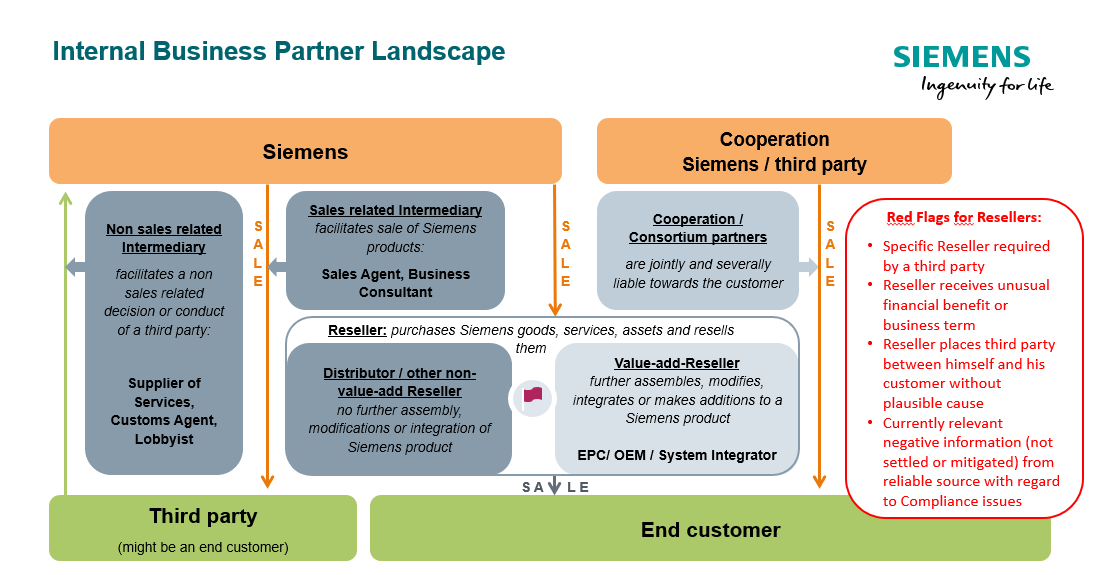 Internal Business Partner Landscape
SIEMENS
Ingenuity for life
Siemens
Cooperation
Siemens / third party
Non sales related
Intermediary
facilitates a non
sales related
decision or conduct
of a third party:
Supplier of
Services,
Customs Agent,
Lobbyist
S
A
L
E
Sales related Intermediary
facilitates sale of Siemens
products:
Sales Agent, Business
Consultant
S
A
L
E
Cooperation /
Consortium partners
are jointly and severally
liable towards the customer
S
A
L
E
Reseller: purchases Siemens goods, services, assets and resells
them
Distributor / other non-
value-add Reseller
no further assembly,
modifications or integration of
Siemens product
Value-add-Reseller
further assembles, modifies,
integrates or makes additions to a
Siemens product
EPC/ OEM / System Integrator
S A L E
Red Flags for Resellers:
• Specific Reseller required
by a third party
• Reseller receives unusual
financial benefit or
business term
• Reseller places third party
between himself and his
customer without
plausible cause
• Currently relevant
negative information (not
settled or mitigated) from
reliable source with regard
to Compliance issues
Third party
(might be an end customer)
End customer